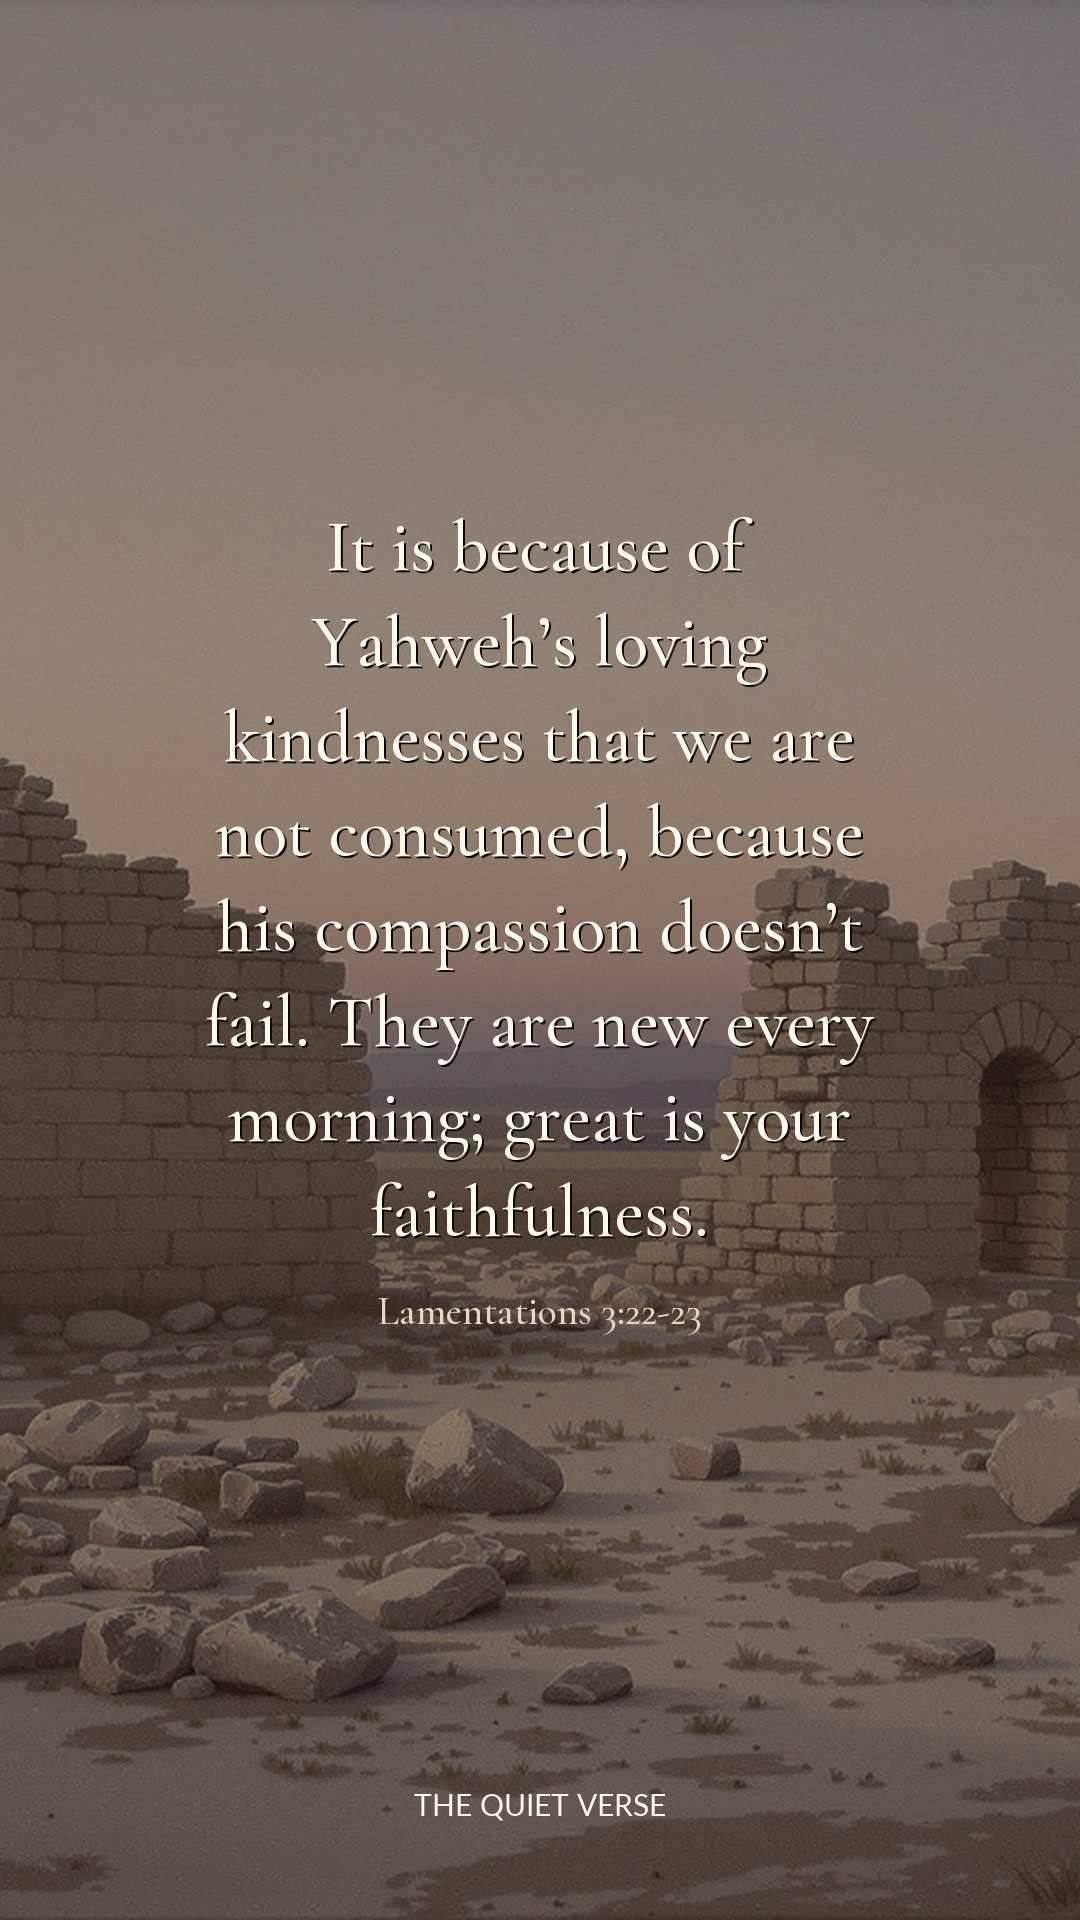 It is because of
Yahweh’s loving
kindnesses that we are
not consumed, because
his compassion doesn’t
fail. They are new every
morning; great is your
faithfulness.
Lamentations 3:22-23
THE QUIET VERSE